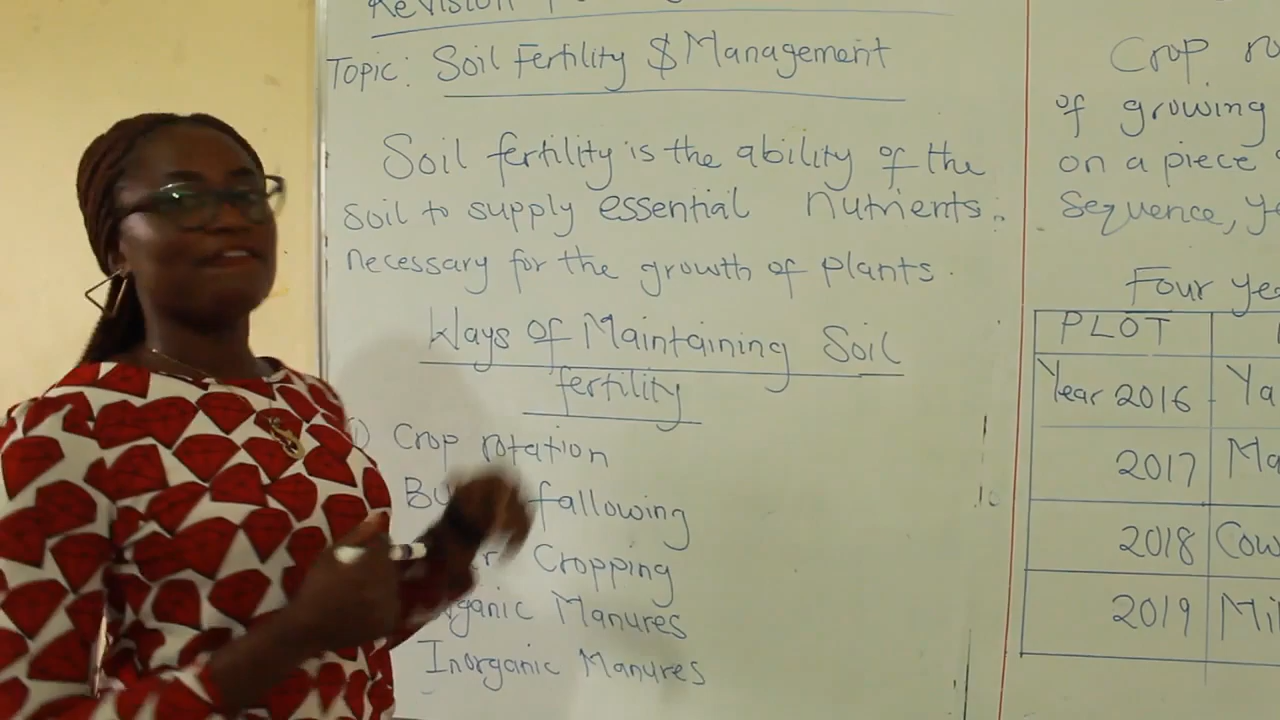 Revision
Topic: Soil Fertility $ Management
Soil fertility is the ability of the
soil to supply essential nutrients.
necessary for the growth of plants.
Ways of Maintaining Soil
fertility
Crop rotation
fallowing
Cropping
Manures
Inorganic Manures
Crop
of growing
on a piece
Sequence,
Four
PLOT
Year 2016
2017
2018
2019